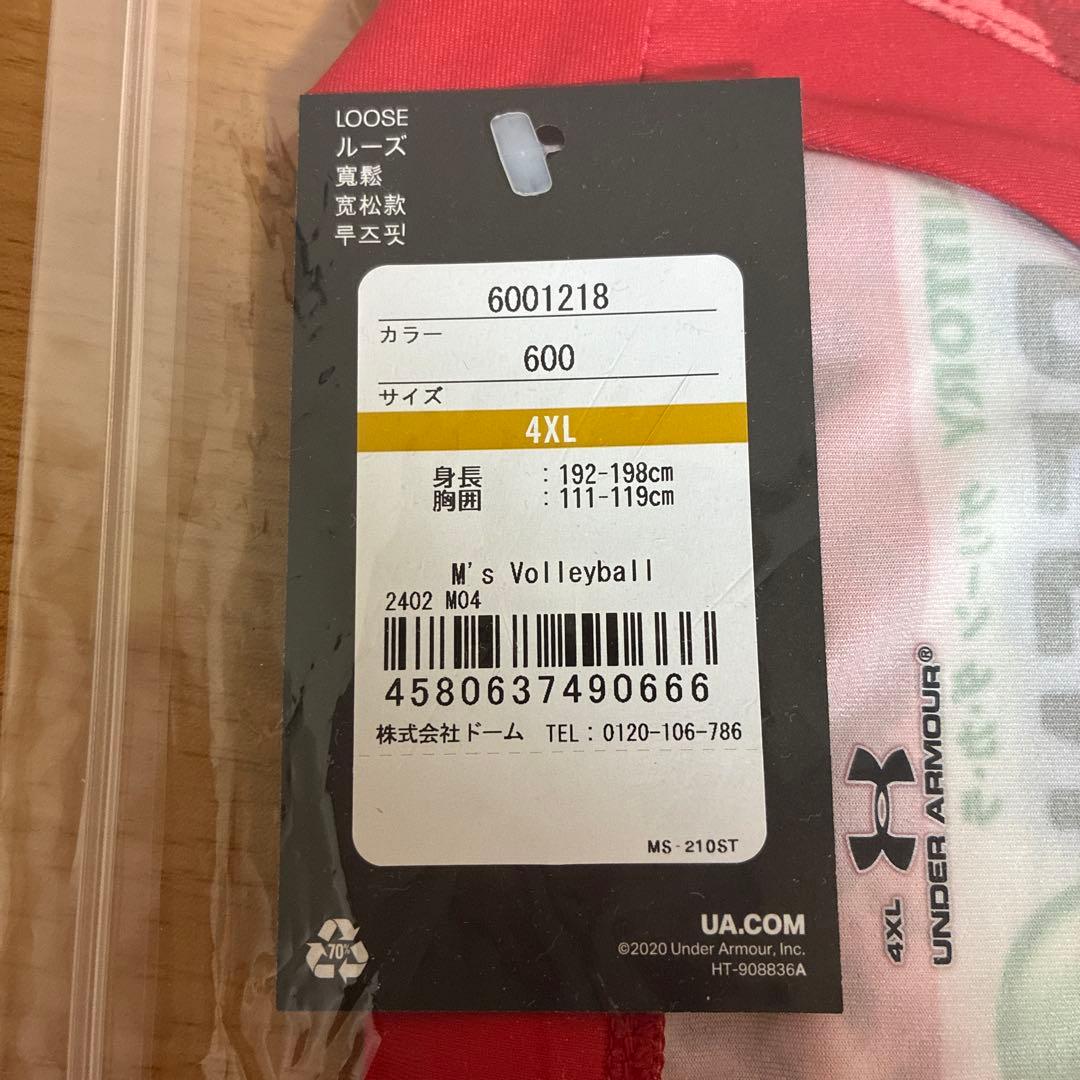 LOOSE
ルーズ
寬鬆
宽松款
루즈핏
6001218
カラー
600
サイズ
4XL
身長 : 192-198cm
胸囲 : 111-119cm
M's Volleyball
2402 M04
4580637490666
株式会社ドーム TEL : 0120-106-786
MS-210ST
70%
UA.COM
©2020 Under Armour, Inc.
HT-908836A
4XL
UNDER ARMOUR®